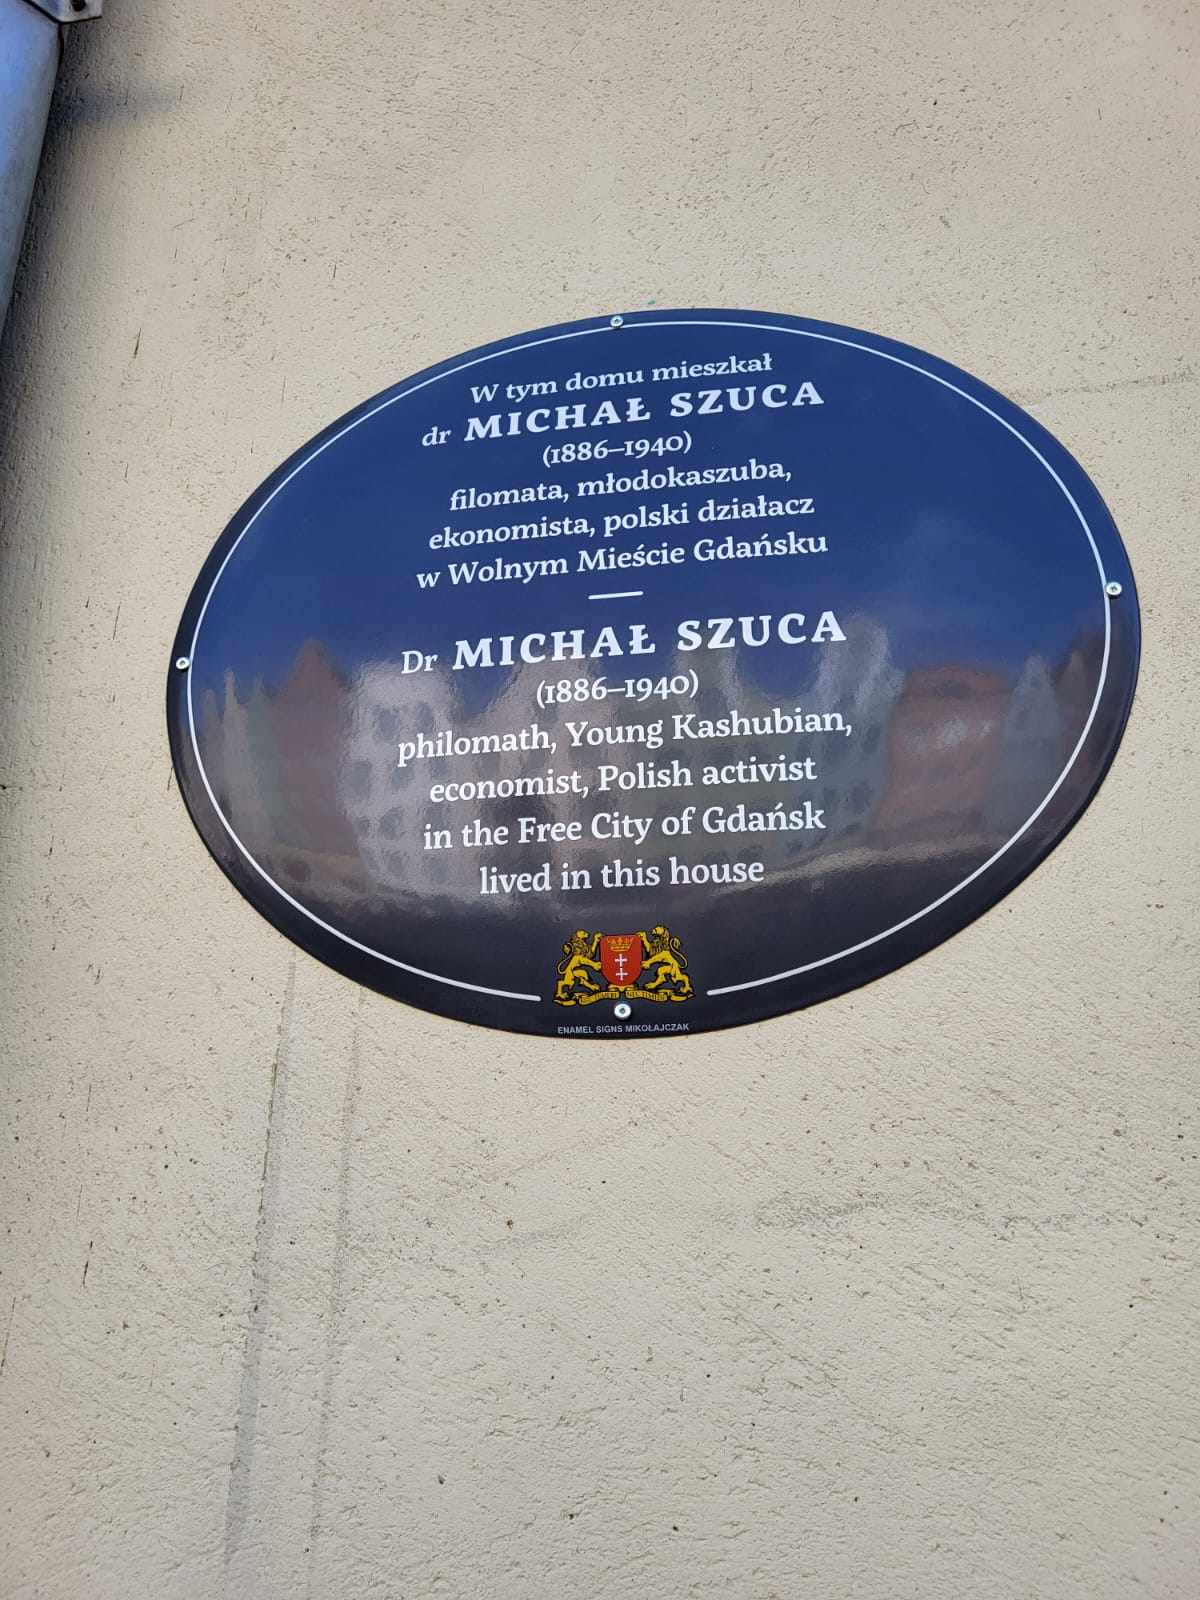 W tym domu mieszkał
dr MICHAŁ SZUCA
(1886–1940)
filomata, młodokaszuba,
ekonomista, polski działacz
w Wolnym Mieście Gdańsku
Dr MICHAŁ SZUCA
(1886–1940)
philomath, Young Kashubian,
economist, Polish activist
in the Free City of Gdańsk
lived in this house
ENAMEL SIGNS MIKOŁAJCZAK